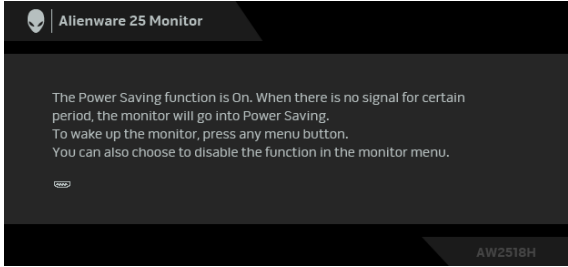 Alienware 25 Monitor
The Power Saving function is On. When there is no signal for certain
period, the monitor will go into Power Saving.
To wake up the monitor, press any menu button.
You can also choose to disable the function in the monitor menu.
AW2518H